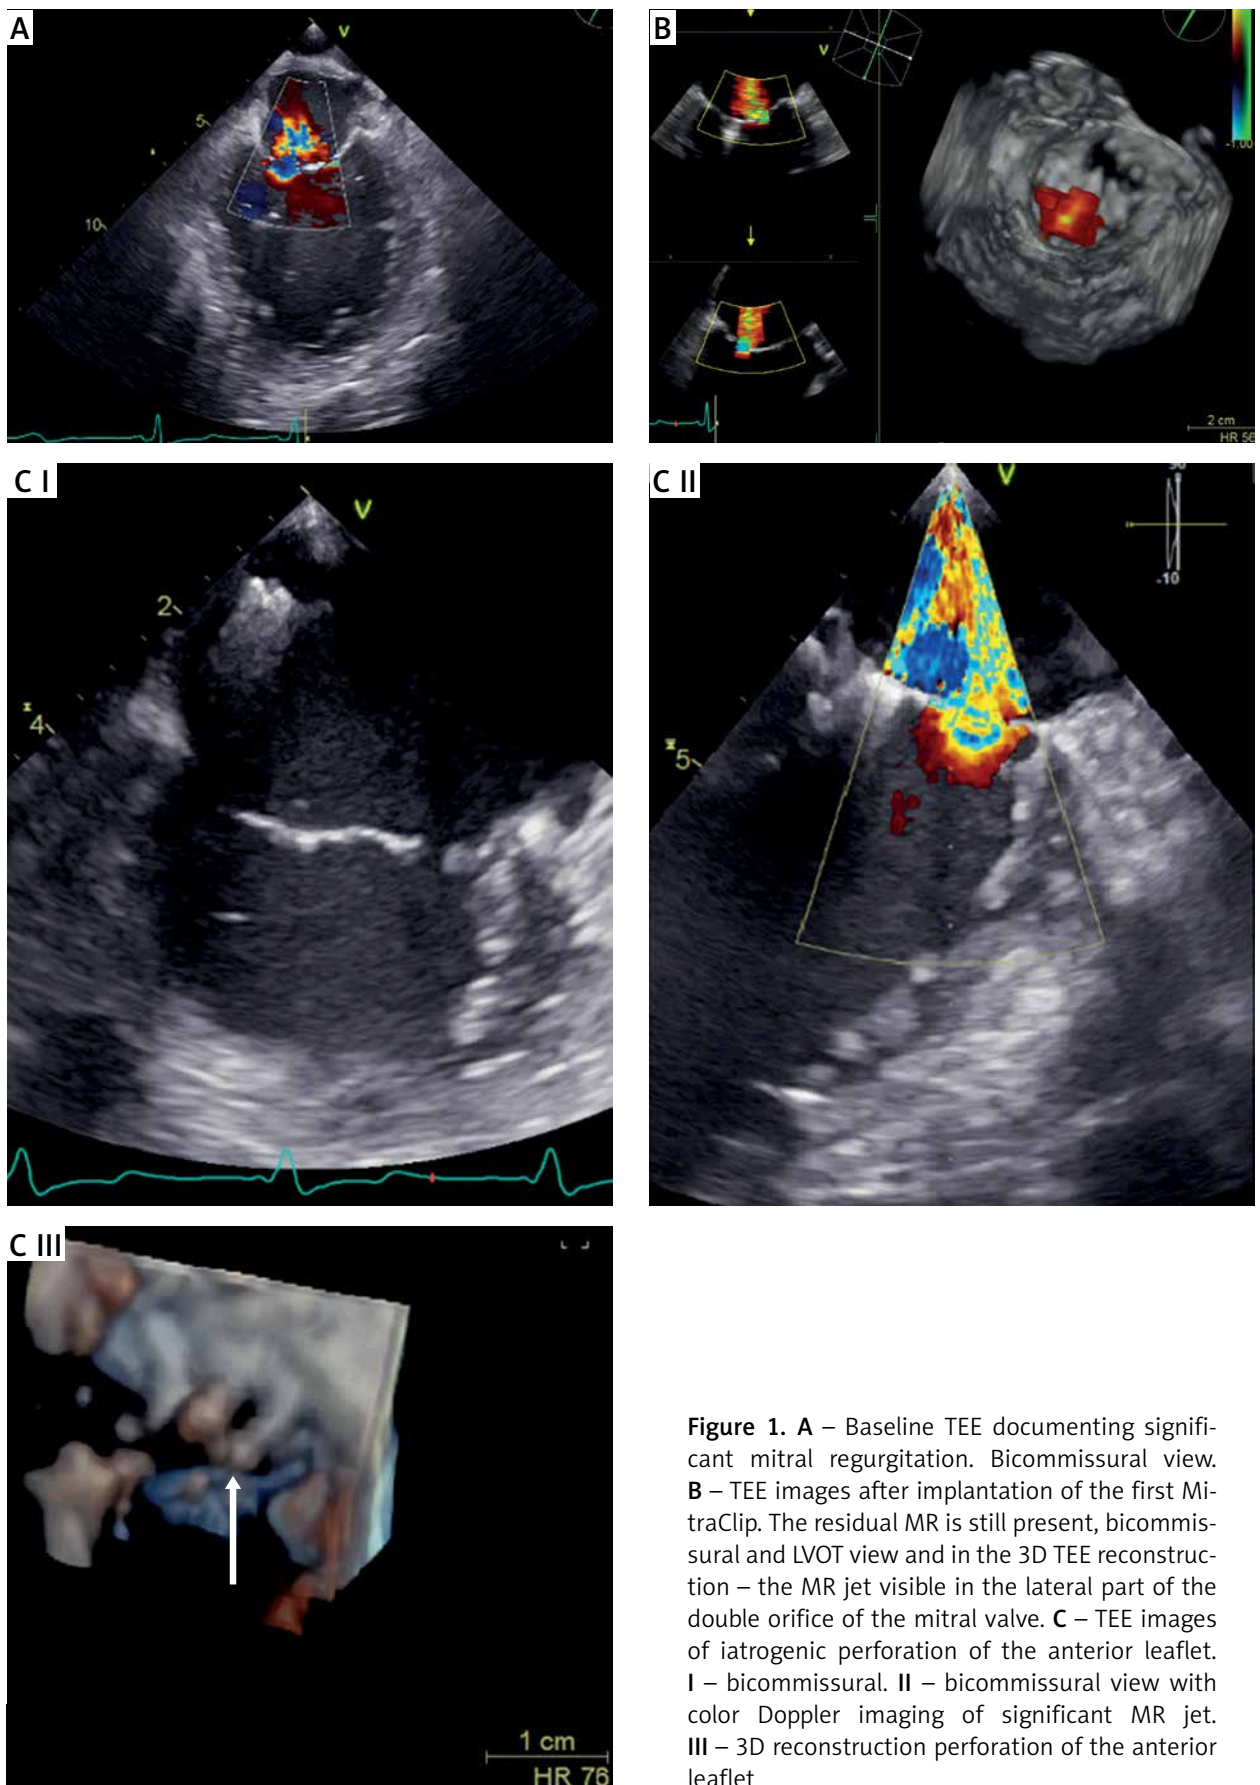 A
V
5
10
B
V
-1.00
2 cm
HR 56
C I
V
2
4
C II
V
-10
5
C III
1 cm
HR 76
Figure 1. A – Baseline TEE documenting signifi-
cant mitral regurgitation. Bicommissural view.
B – TEE images after implantation of the first Mi-
traClip. The residual MR is still present, bicommis-
sural and LVOT view and in the 3D TEE reconstruc-
tion – the MR jet visible in the lateral part of the
double orifice of the mitral valve. C – TEE images
of iatrogenic perforation of the anterior leaflet.
I – bicommissural. II – bicommissural view with
color Doppler imaging of significant MR jet.
III – 3D reconstruction perforation of the anterior
leaflet